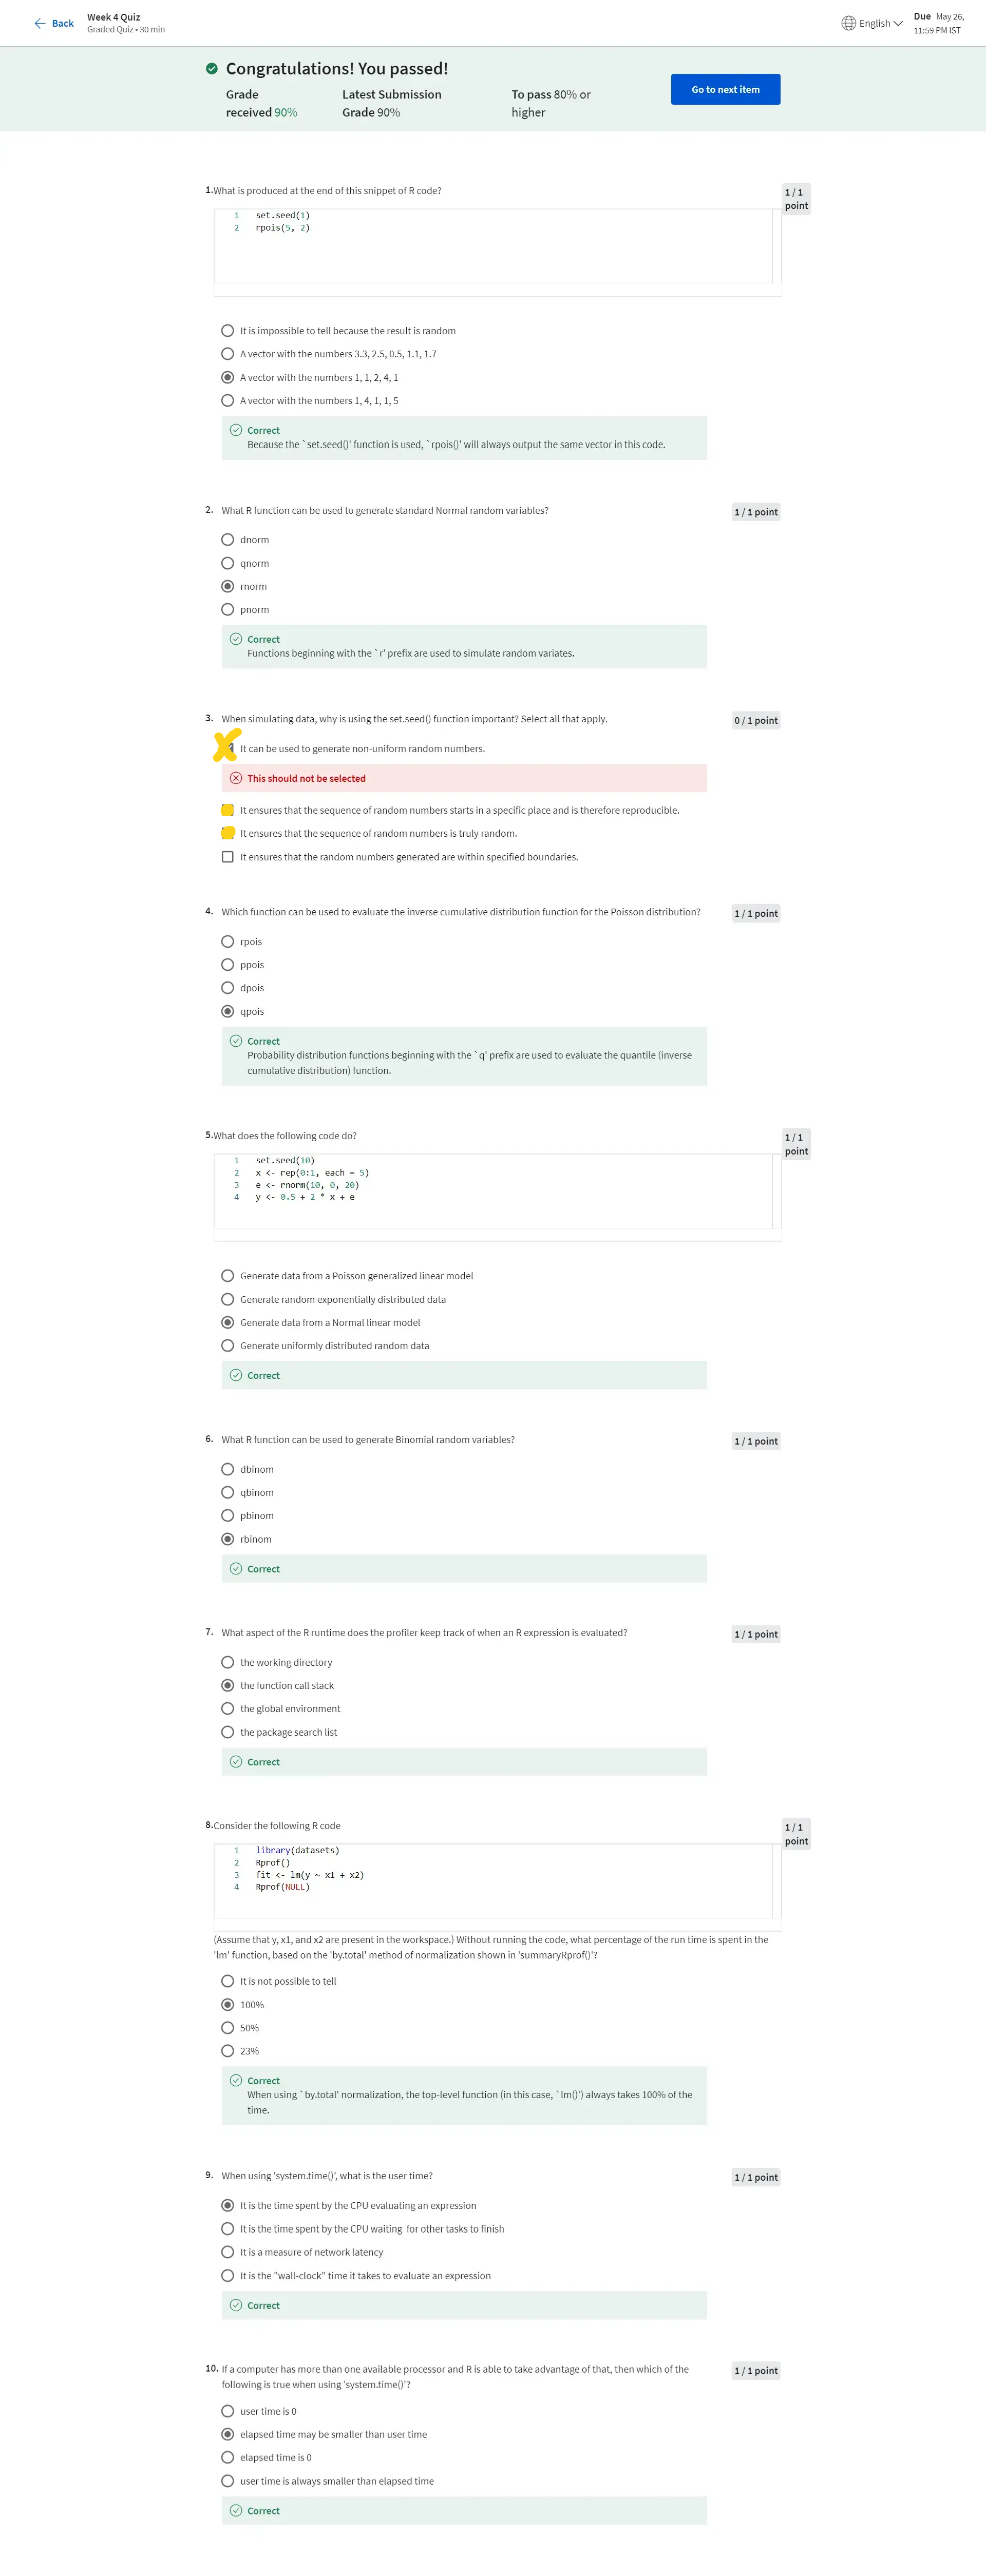 Back
Week 4 Quiz
Graded Quiz • 30 min
English
Due May 26,
11:59 PM IST
Congratulations! You passed!
Grade
received 90%
Latest Submission
Grade 90%
To pass 80% or
higher
Go to next item
1. What is produced at the end of this snippet of R code?
1 / 1
point
1 set.seed(1)
2 rpois(5, 2)
It is impossible to tell because the result is random
A vector with the numbers 3.3, 2.5, 0.5, 1.1, 1.7
A vector with the numbers 1, 1, 2, 4, 1
A vector with the numbers 1, 4, 1, 1, 5
Correct
Because the `set.seed()' function is used, `rpois()' will always output the same vector in this code.
2. What R function can be used to generate standard Normal random variables?
1 / 1 point
dnorm
qnorm
rnorm
pnorm
Correct
Functions beginning with the `r' prefix are used to simulate random variates.
3. When simulating data, why is using the set.seed() function important? Select all that apply.
0 / 1 point
It can be used to generate non-uniform random numbers.
This should not be selected
It ensures that the sequence of random numbers starts in a specific place and is therefore reproducible.
It ensures that the sequence of random numbers is truly random.
It ensures that the random numbers generated are within specified boundaries.
4. Which function can be used to evaluate the inverse cumulative distribution function for the Poisson distribution?
1 / 1 point
rpois
ppois
dpois
qpois
Correct
Probability distribution functions beginning with the `q' prefix are used to evaluate the quantile (inverse
cumulative distribution) function.
5. What does the following code do?
1 / 1
point
1 set.seed(10)
2 x <- rep(0:1, each = 5)
3 e <- rnorm(10, 0, 20)
4 y <- 0.5 + 2 * x + e
Generate data from a Poisson generalized linear model
Generate random exponentially distributed data
Generate data from a Normal linear model
Generate uniformly distributed random data
Correct
6. What R function can be used to generate Binomial random variables?
1 / 1 point
dbinom
qbinom
pbinom
rbinom
Correct
7. What aspect of the R runtime does the profiler keep track of when an R expression is evaluated?
1 / 1 point
the working directory
the function call stack
the global environment
the package search list
Correct
8. Consider the following R code
1 / 1
point
1 library(datasets)
2 Rprof()
3 fit <- lm(y ~ x1 + x2)
4 Rprof(NULL)
(Assume that y, x1, and x2 are present in the workspace.) Without running the code, what percentage of the run time is spent in the
'lm' function, based on the 'by.total' method of normalization shown in 'summaryRprof()'?
It is not possible to tell
100%
50%
23%
Correct
When using `by.total' normalization, the top-level function (in this case, `lm()') always takes 100% of the
time.
9. When using 'system.time()', what is the user time?
1 / 1 point
It is the time spent by the CPU evaluating an expression
It is the time spent by the CPU waiting for other tasks to finish
It is a measure of network latency
It is the "wall-clock" time it takes to evaluate an expression
Correct
10. If a computer has more than one available processor and R is able to take advantage of that, then which of the
following is true when using 'system.time()'?
1 / 1 point
user time is 0
elapsed time may be smaller than user time
elapsed time is 0
user time is always smaller than elapsed time
Correct